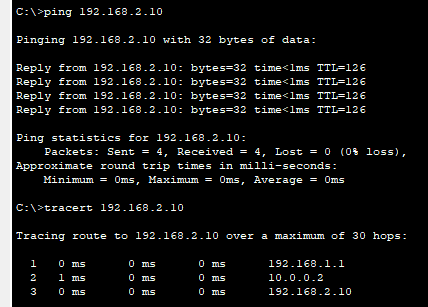 C:\>ping 192.168.2.10
Pinging 192.168.2.10 with 32 bytes of data:
Reply from 192.168.2.10: bytes=32 time<1ms TTL=126
Reply from 192.168.2.10: bytes=32 time<1ms TTL=126
Reply from 192.168.2.10: bytes=32 time<1ms TTL=126
Reply from 192.168.2.10: bytes=32 time<1ms TTL=126
Ping statistics for 192.168.2.10:
    Packets: Sent = 4, Received = 4, Lost = 0 (0% loss),
Approximate round trip times in milli-seconds:
    Minimum = 0ms, Maximum = 0ms, Average = 0ms
C:\>tracert 192.168.2.10
Tracing route to 192.168.2.10 over a maximum of 30 hops:
  1   0 ms      0 ms      0 ms      192.168.1.1
  2   1 ms      0 ms      0 ms      10.0.0.2
  3   0 ms      0 ms      0 ms      192.168.2.10